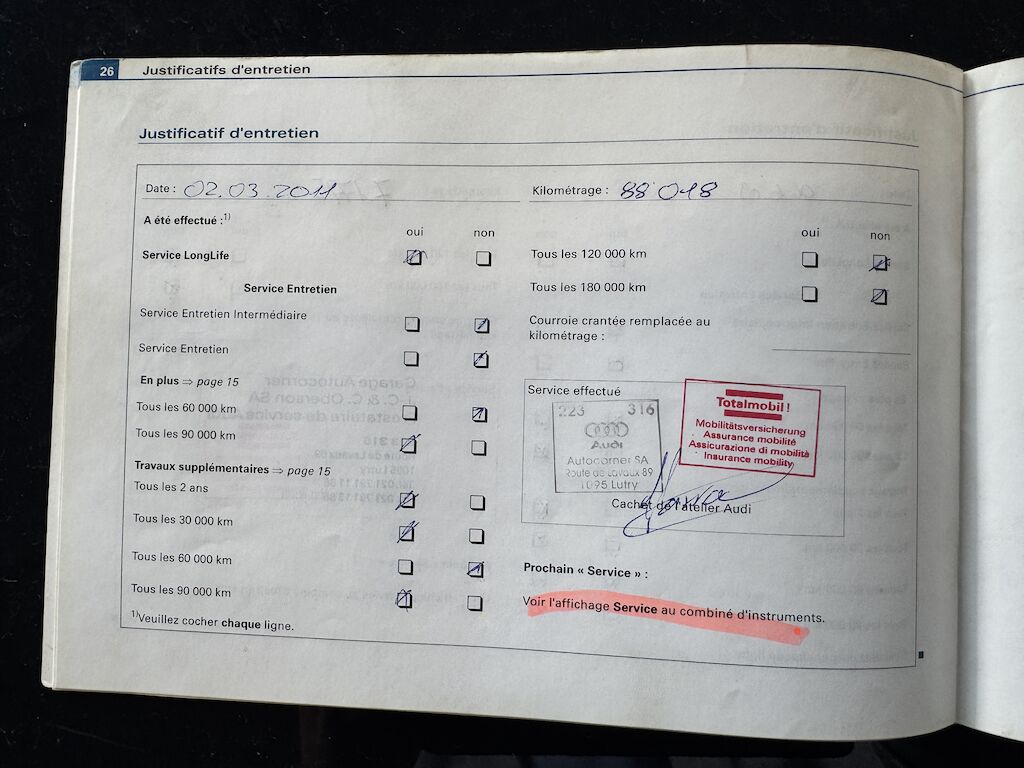 26 Justificatifs d'entretien
Justificatif d'entretien
Date : 02.03.2011
Kilométrage : 88'018
A été effectué :1)
oui non
oui non
Service LongLife
Tous les 120 000 km
Service Entretien
Tous les 180 000 km
Service Entretien Intermédiaire
Courroie crantée remplacée au
kilométrage :
Service Entretien
En plus ⇒ page 15
Service effectué
Tous les 60 000 km
Tous les 90 000 km
Travaux supplémentaires ⇒ page 15
Tous les 2 ans
Tous les 30 000 km
Tous les 60 000 km
Tous les 90 000 km
1)Veuillez cocher chaque ligne.
223 316
Audi
Autocorner SA
Route de Lavaux 89
1095 Lutry
Totalmobil!
Mobilitätsversicherung
Assurance mobilité
Assicurazione di mobilità
Insurance mobility
Cachet de l'atelier Audi
Prochain « Service » :
Voir l'affichage Service au combiné d'instruments.